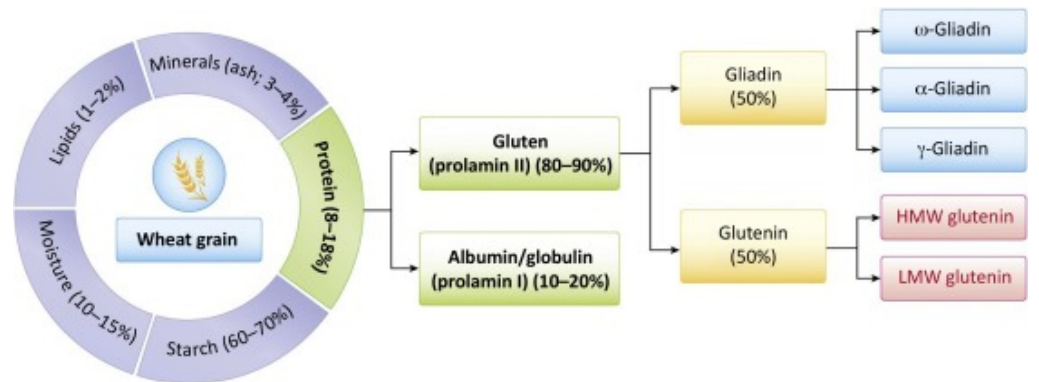 Minerals (ash; 3–4%)
Lipids (1–2%)
Protein (8–18%)
Moisture (10–15%)
Starch (60–70%)
Wheat grain
Gluten
(prolamin II) (80–90%)
Albumin/globulin
(prolamin I) (10–20%)
Gliadin
(50%)
Glutenin
(50%)
ω-Gliadin
α-Gliadin
γ-Gliadin
HMW glutenin
LMW glutenin